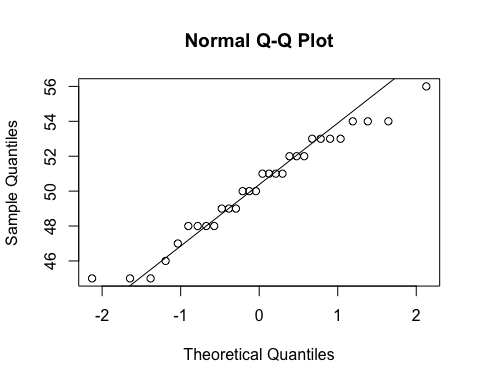 Normal Q-Q Plot
56
54
52
50
48
46
Sample Quantiles
-2 -1 0 1 2
Theoretical Quantiles